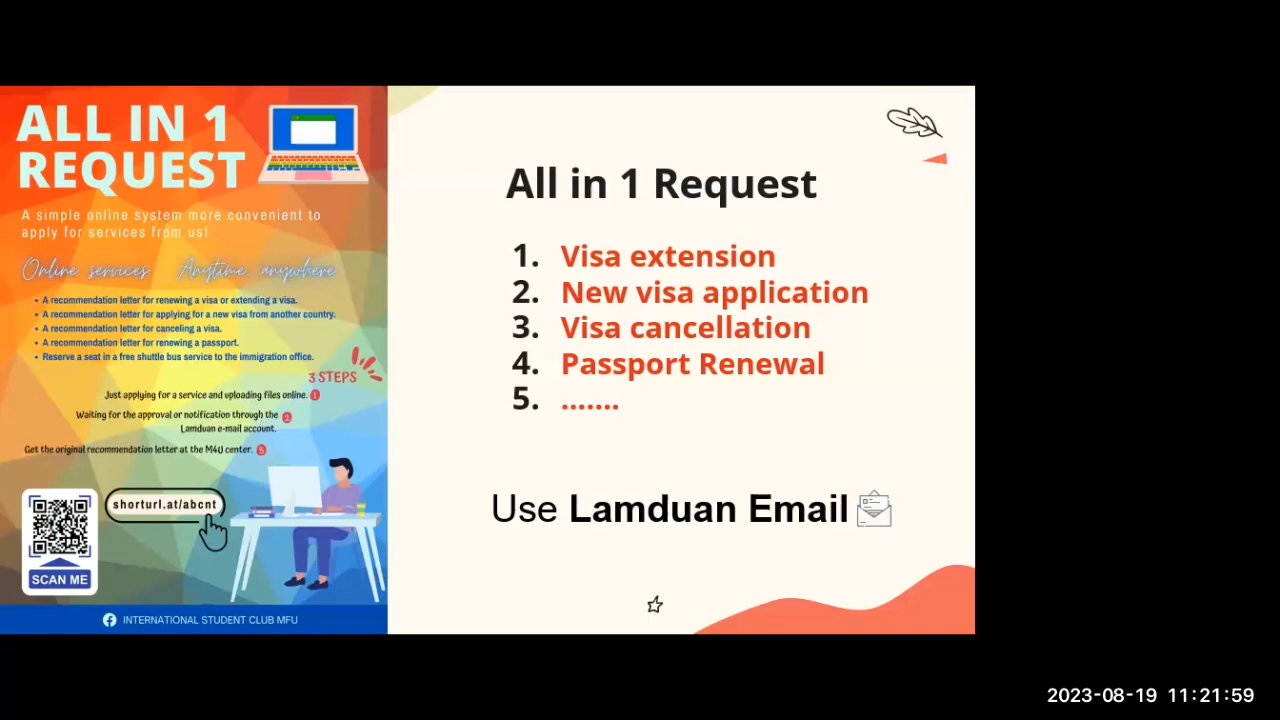 ALL IN 1
REQUEST
A simple online system more convenient to
apply for services from us!
Online services Anytime anywhere
• A recommendation letter for renewing a visa or extending a visa.
• A recommendation letter for applying for a new visa from another country.
• A recommendation letter for canceling a visa.
• A recommendation letter for renewing a passport.
• Reserve a seat in a free shuttle bus service to the immigration office.
3 STEPS
Just applying for a service and uploading files online. 1
Waiting for the approval or notification through the 2
Lamduan e-mail account.
Get the original recommendation letter at the M4U center. 3
shorturl.at/abcnt
SCAN ME
INTERNATIONAL STUDENT CLUB MFU
All in 1 Request
1. Visa extension
2. New visa application
3. Visa cancellation
4. Passport Renewal
5. .......
Use Lamduan Email
2023-08-19 11:21:59